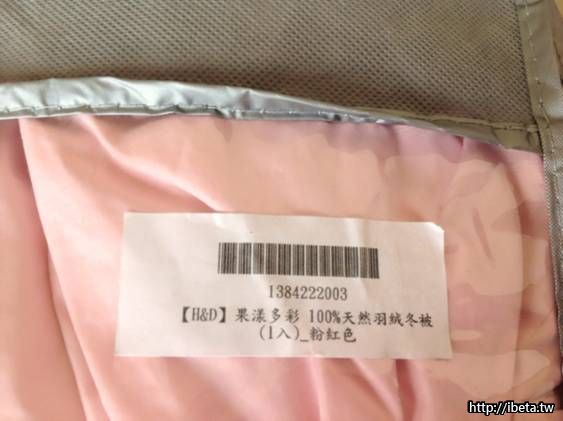 1384222003
【H&D】果漾多彩 100%天然羽絨冬被
(1入)_粉紅色
http://ibeta.tw